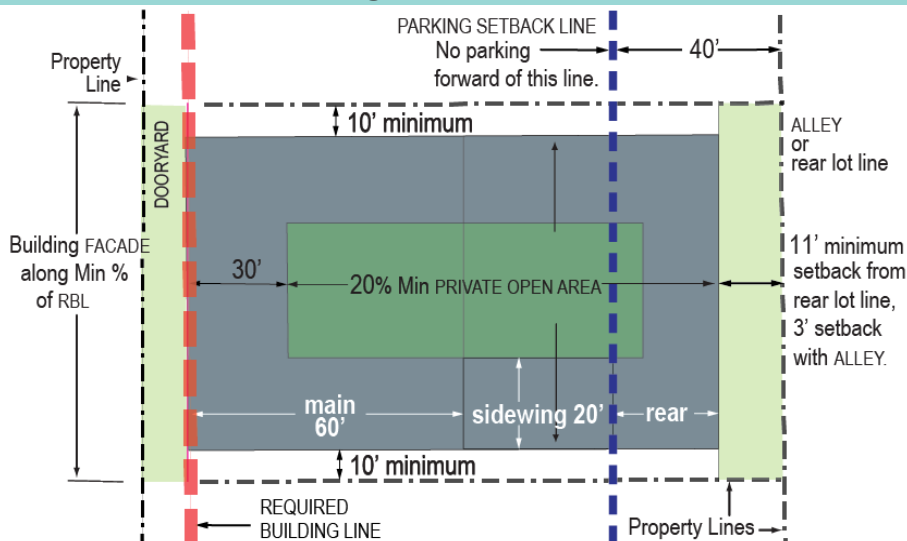 PARKING SETBACK LINE
No parking
forward of this line.
40’
Property
Line
10’ minimum
DOORYARD
ALLEY
or
rear lot line
Building FACADE
along Min %
of RBL
30’
20% Min PRIVATE OPEN AREA
11’ minimum
setback from
rear lot line,
3’ setback
with ALLEY.
main
60’
sidewing 20’
rear
10’ minimum
REQUIRED
BUILDING LINE
Property Lines